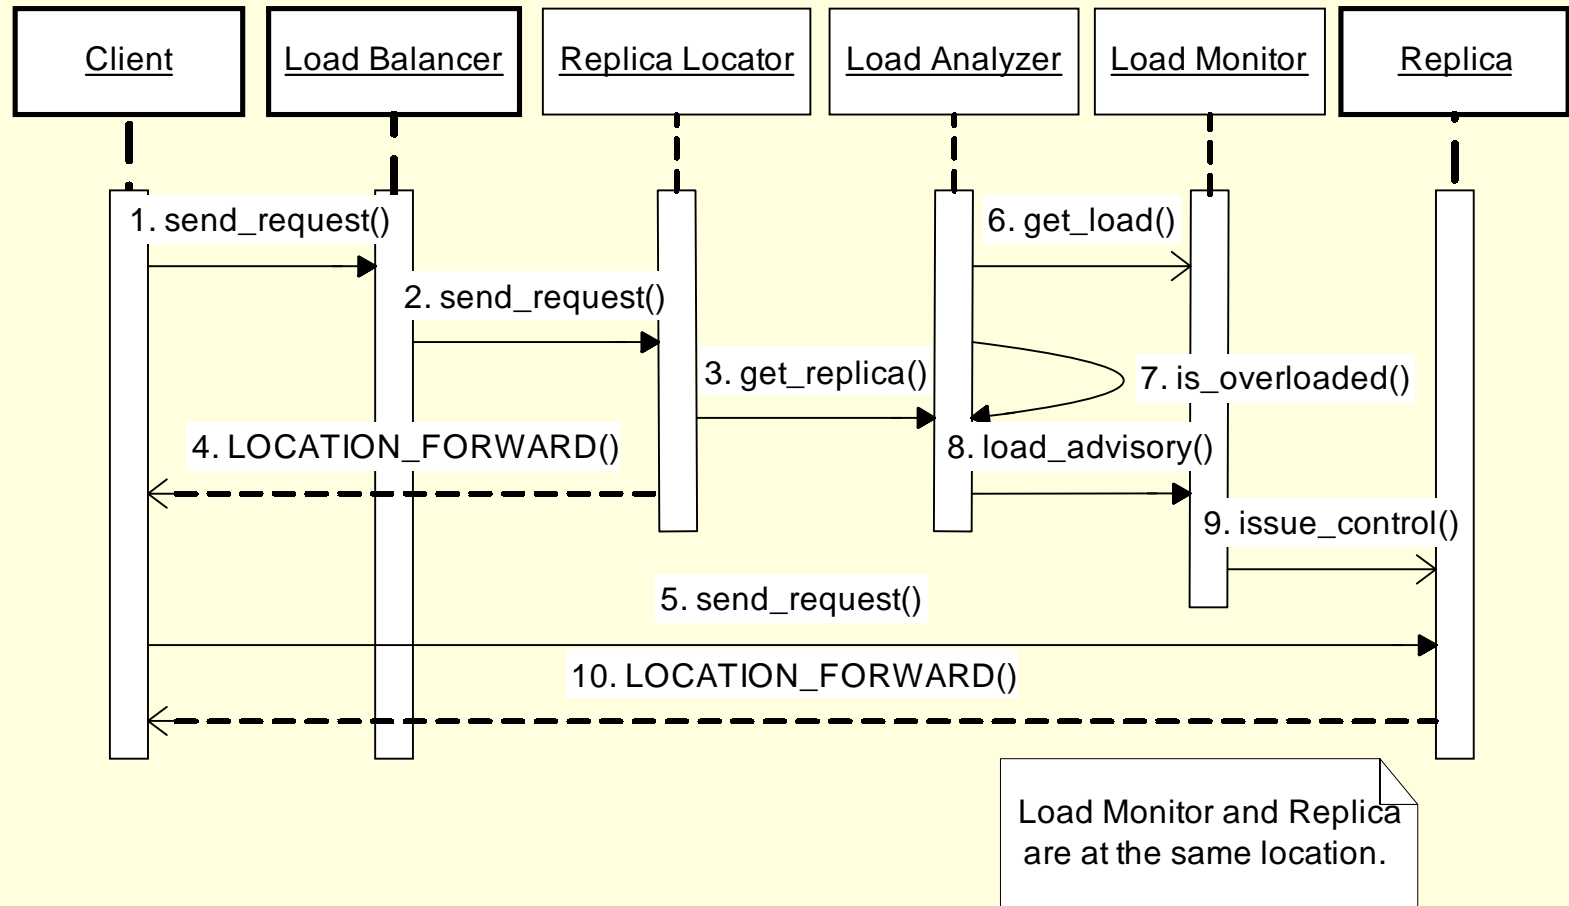 Client
Load Balancer
Replica Locator
Load Analyzer
Load Monitor
Replica
1. send_request()
6. get_load()
2. send_request()
3. get_replica()
7. is_overloaded()
4. LOCATION_FORWARD()
8. load_advisory()
9. issue_control()
5. send_request()
10. LOCATION_FORWARD()
Load Monitor and Replica
are at the same location.